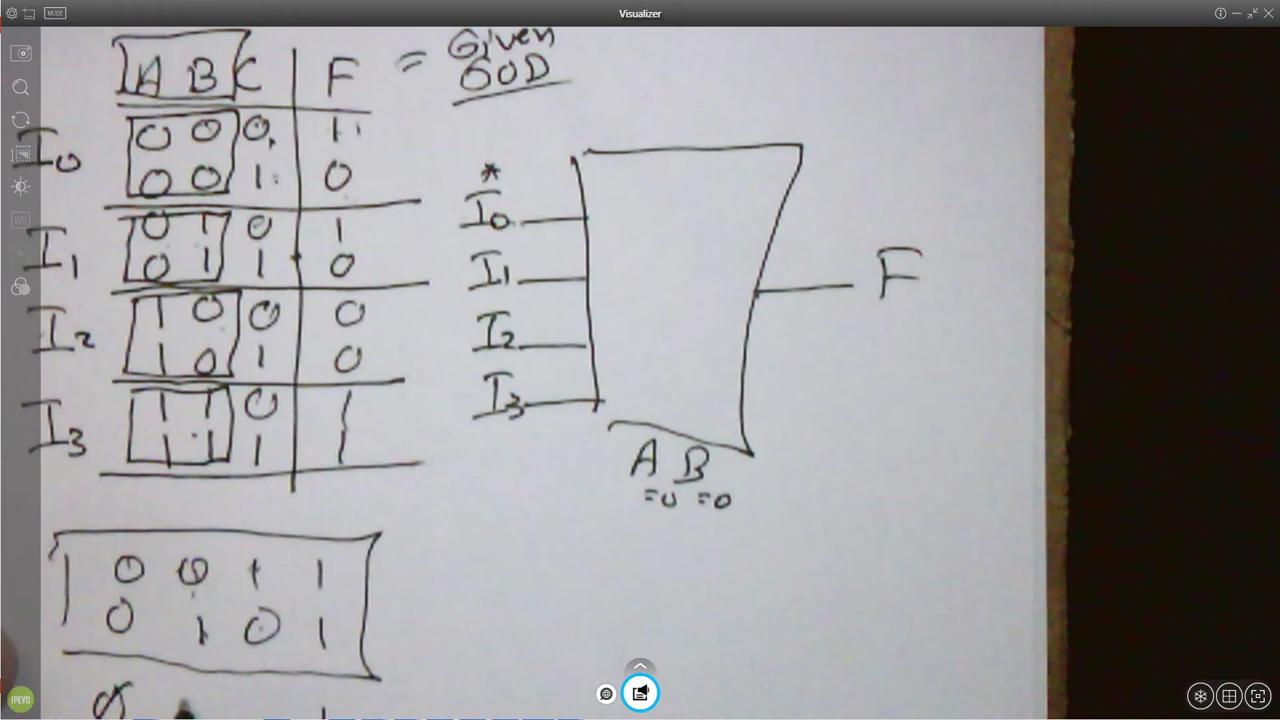 MODE
Visualizer
A B C F = Given
GOD
I0 0 0 0 1
0 0 1 0
I1 0 1 0 1
0 1 1 0
I2 1 0 0 0
1 0 1 0
I3 1 1 0 1
1 1 1 1
*
I0
I1
I2
I3
F
A B
=0 =0
0 0 1 1
0 1 0 1
IPEVO